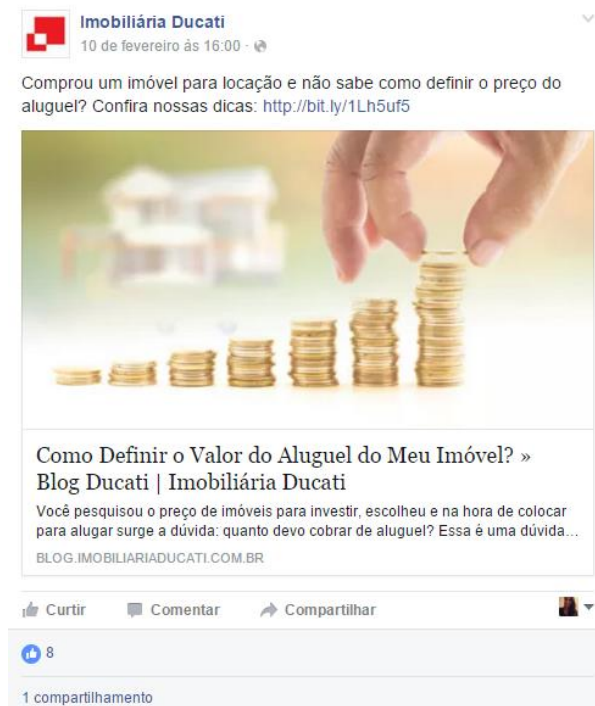 Imobiliária Ducati
10 de fevereiro às 16:00 ·
Comprou um imóvel para locação e não sabe como definir o preço do
aluguel? Confira nossas dicas: http://bit.ly/1Lh5uf5
Como Definir o Valor do Aluguel do Meu Imóvel? »
Blog Ducati | Imobiliária Ducati
Você pesquisou o preço de imóveis para investir, escolheu e na hora de colocar
para alugar surge a dúvida: quanto devo cobrar de aluguel? Essa é uma dúvida...
BLOG.IMOBILIARIADUCATI.COM.BR
Curtir Comentar Compartilhar
8
1 compartilhamento